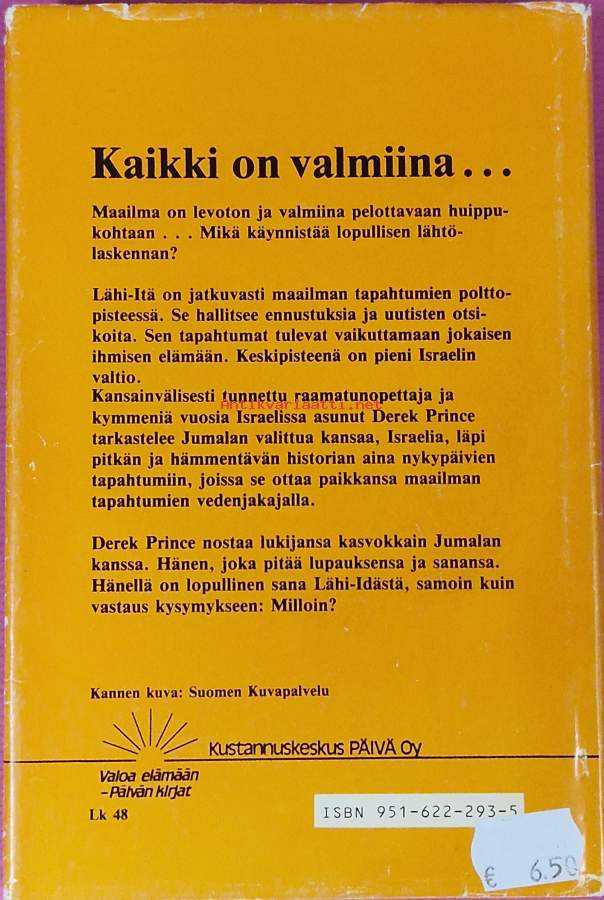 Kaikki on valmiina...
Maailma on levoton ja valmiina pelottavaan huippu-
kohtaan . . . Mikä käynnistää lopullisen lähtö-
laskennan?
Lähi-Itä on jatkuvasti maailman tapahtumien poltto-
pisteessä. Se hallitsee ennustuksia ja uutisten otsi-
koita. Sen tapahtumat tulevat vaikuttamaan jokaisen
ihmisen elämään. Keskipisteenä on pieni Israelin
valtio.
Kansainvälisesti tunnettu raamatunopettaja ja
Antikvariaatti.net
kymmeniä vuosia Israelissa asunut Derek Prince
tarkastelee Jumalan valittua kansaa, Israelia, läpi
pitkän ja hämmentävän historian aina nykypäivien
tapahtumiin, joissa se ottaa paikkansa maailman
tapahtumien vedenjakajalla.
Derek Prince nostaa lukijansa kasvokkain Jumalan
kanssa. Hänen, joka pitää lupauksensa ja sanansa.
Hänellä on lopullinen sana Lähi-Idästä, samoin kuin
vastaus kysymykseen: Milloin?
Kannen kuva: Suomen Kuvapalvelu
Kustannuskeskus PÄIVÄ Oy
Valoa elämään
-Päivän kirjat
Lk 48
ISBN 951-622-293-5
€ 6.50